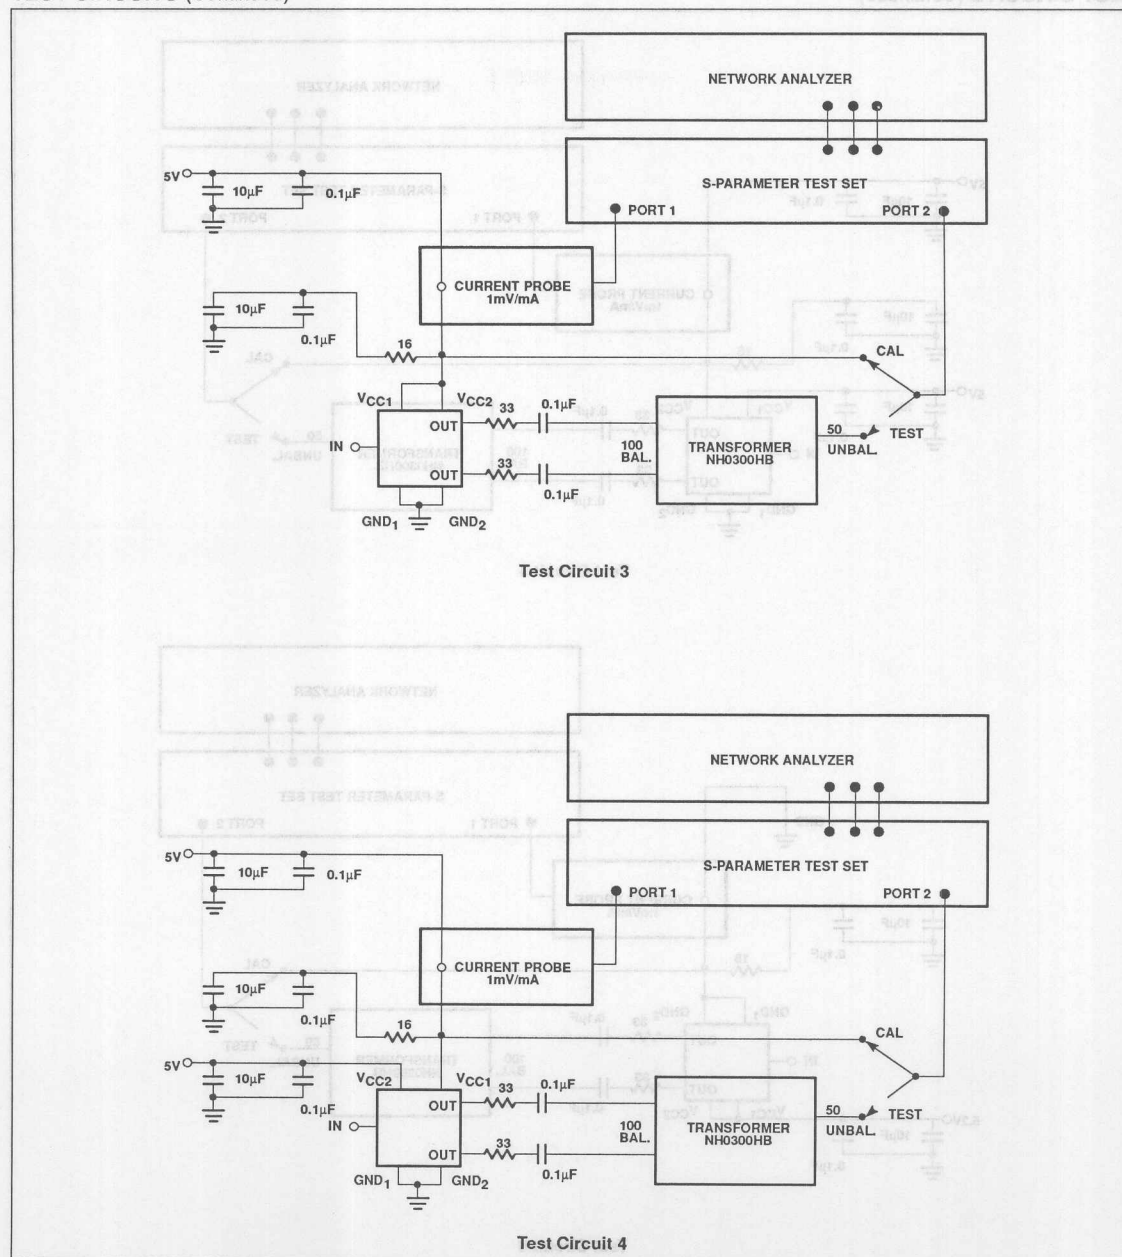 TEST CIRCUITS (Continued)
NETWORK ANALYZER
S-PARAMETER TEST SET
5V
10µF
0.1µF
PORT 1
PORT 2
CURRENT PROBE
1mV/mA
10µF
0.1µF
16
CAL
VCC1
VCC2
33
0.1µF
OUT
IN
100
BAL.
TRANSFORMER
NH0300HB
50
UNBAL.
TEST
OUT
33
0.1µF
GND1
GND2
Test Circuit 3
NETWORK ANALYZER
S-PARAMETER TEST SET
5V
10µF
0.1µF
PORT 1
PORT 2
CURRENT PROBE
1mV/mA
10µF
0.1µF
16
CAL
5V
10µF
0.1µF
VCC2
VCC1
33
0.1µF
OUT
IN
100
BAL.
TRANSFORMER
NH0300HB
50
UNBAL.
TEST
OUT
33
0.1µF
GND1
GND2
Test Circuit 4